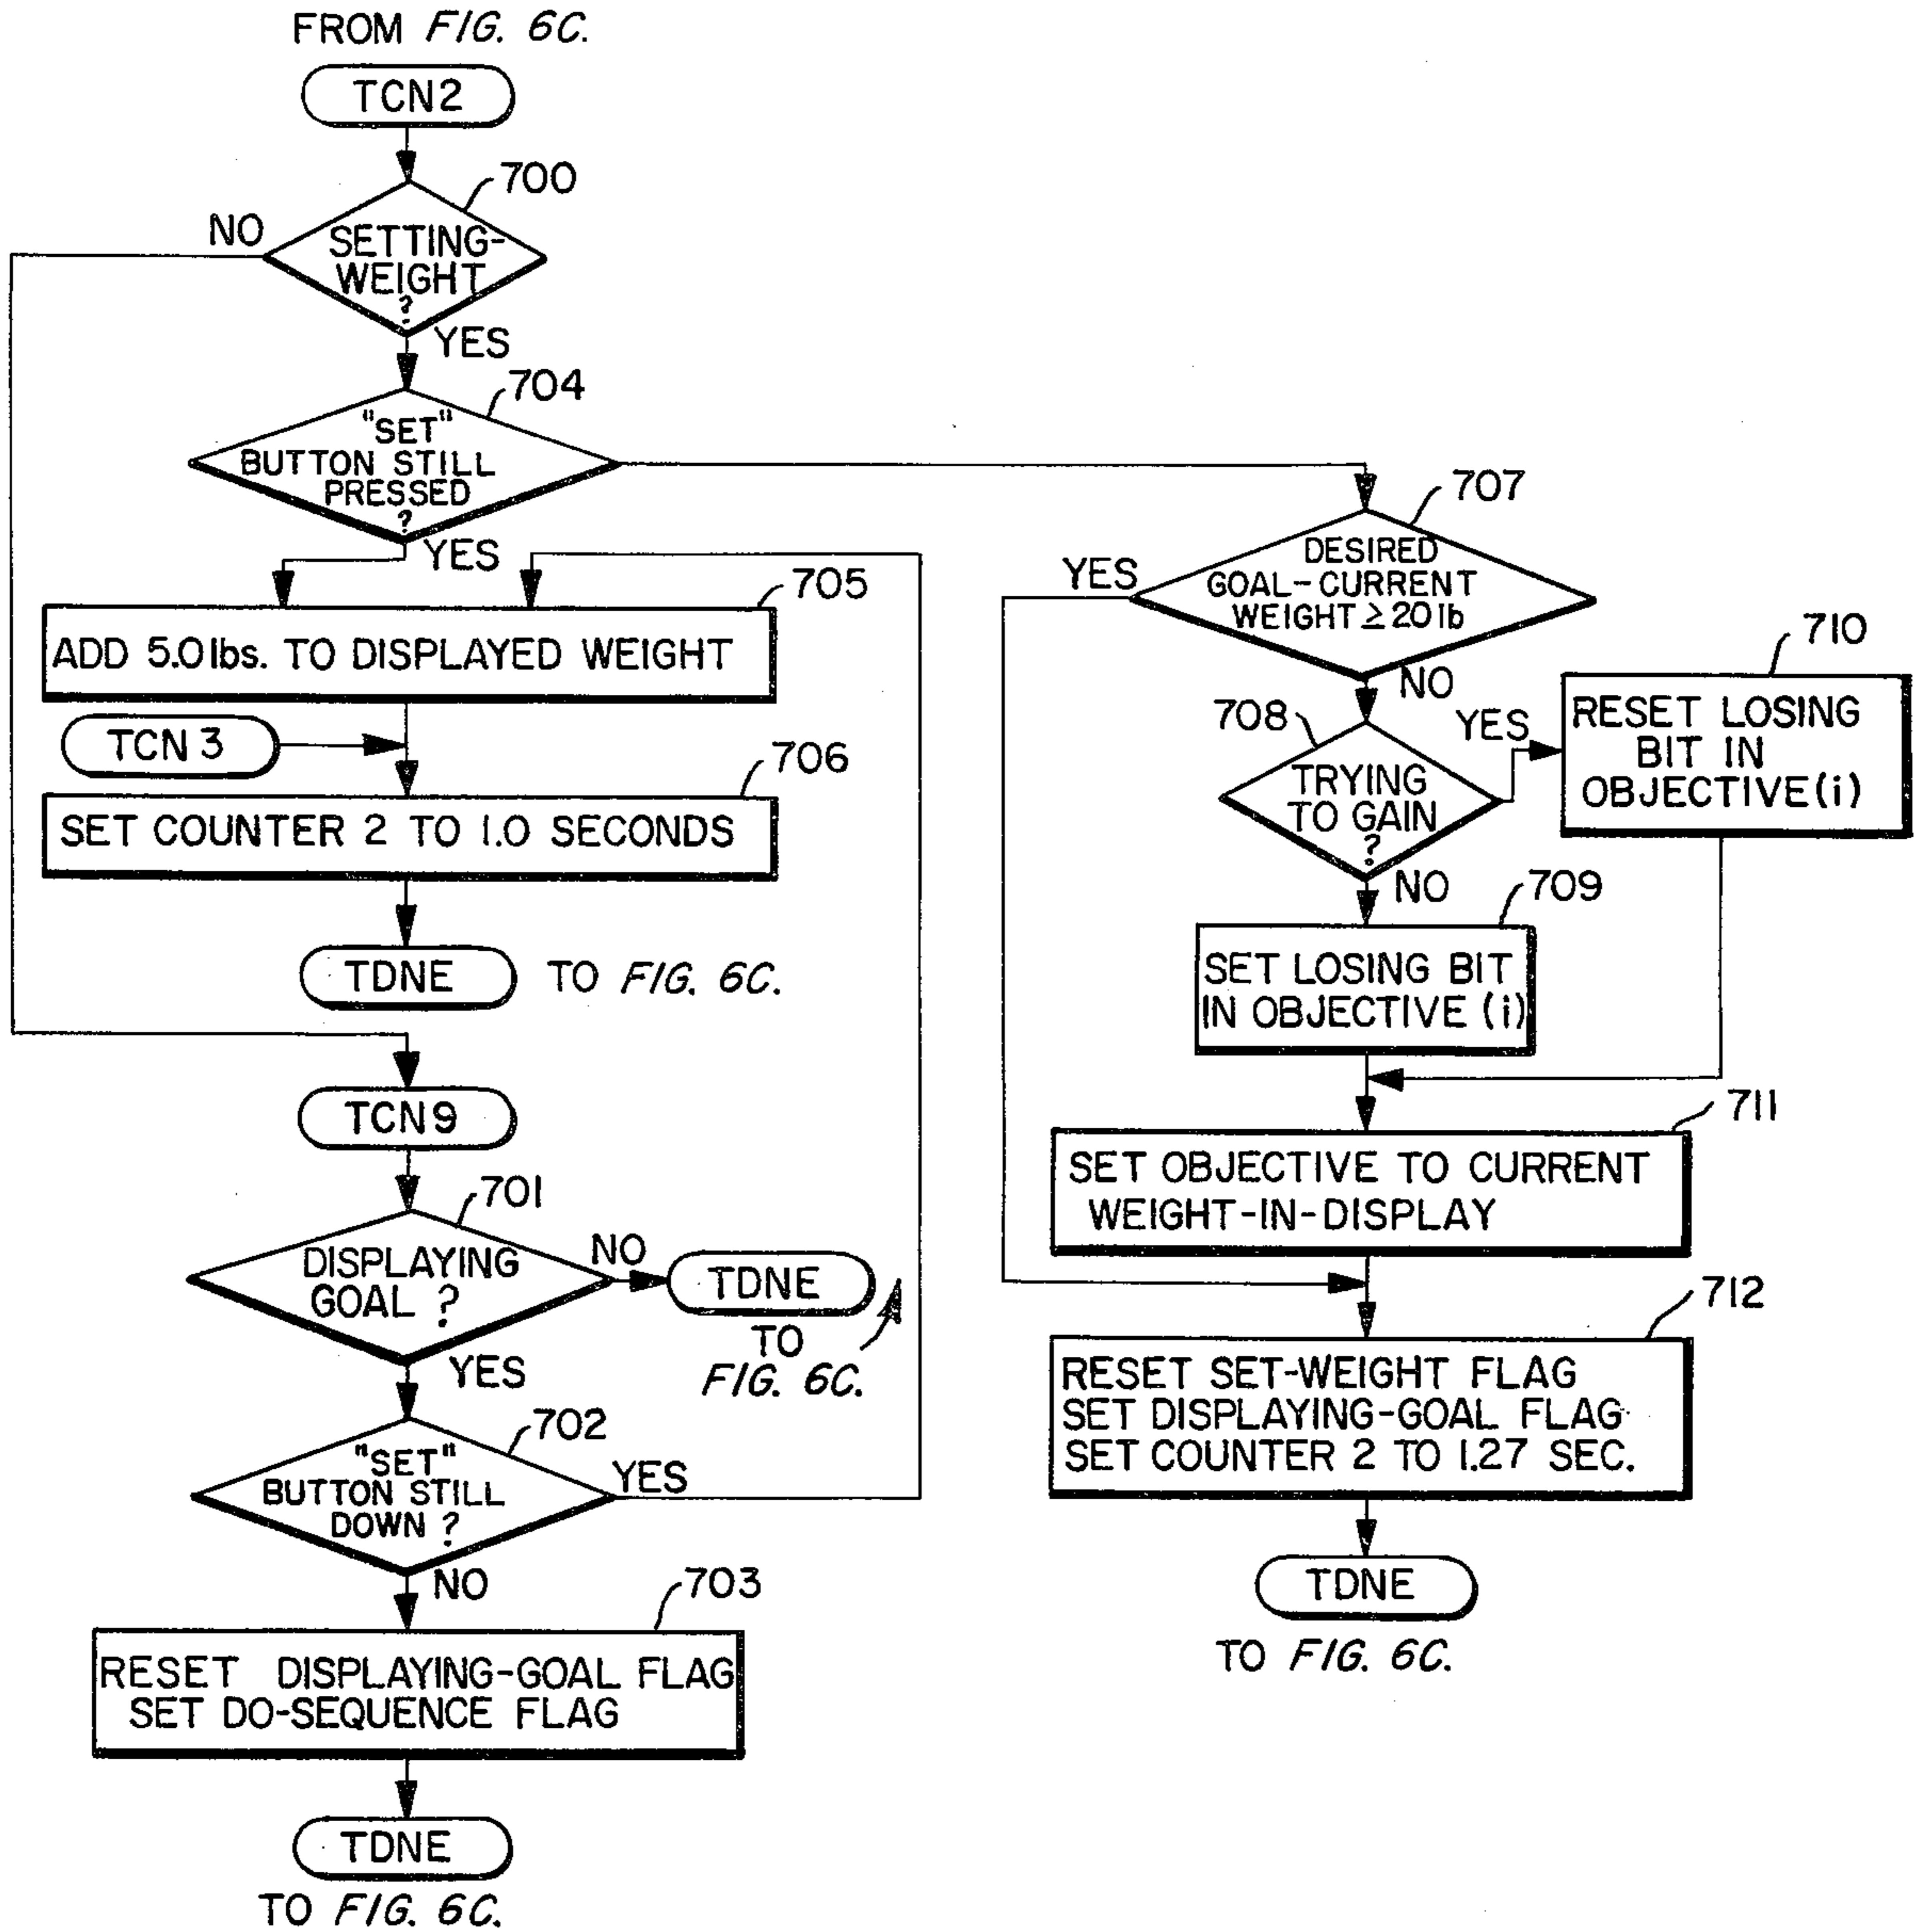 FROM FIG. 6C.
TCN2
700
NO
SETTING-
WEIGHT
?
YES
704
"SET"
BUTTON STILL
PRESSED
?
YES
705
ADD 5.0 lbs. TO DISPLAYED WEIGHT
TCN 3
706
SET COUNTER 2 TO 1.0 SECONDS
TDNE
TO FIG. 6C.
TCN9
701
DISPLAYING
GOAL ?
NO
TDNE
TO
FIG. 6C.
YES
702
"SET"
BUTTON STILL
DOWN ?
YES
NO
703
RESET DISPLAYING-GOAL FLAG
SET DO-SEQUENCE FLAG
TDNE
TO FIG. 6C.
707
DESIRED
GOAL-CURRENT
WEIGHT ≥ 20 lb
YES
NO
708
TRYING
TO GAIN
?
YES
710
RESET LOSING
BIT IN
OBJECTIVE (i)
NO
709
SET LOSING BIT
IN OBJECTIVE (i)
711
SET OBJECTIVE TO CURRENT
WEIGHT-IN-DISPLAY
712
RESET SET-WEIGHT FLAG
SET DISPLAYING-GOAL FLAG
SET COUNTER 2 TO 1.27 SEC.
TDNE
TO FIG. 6C.